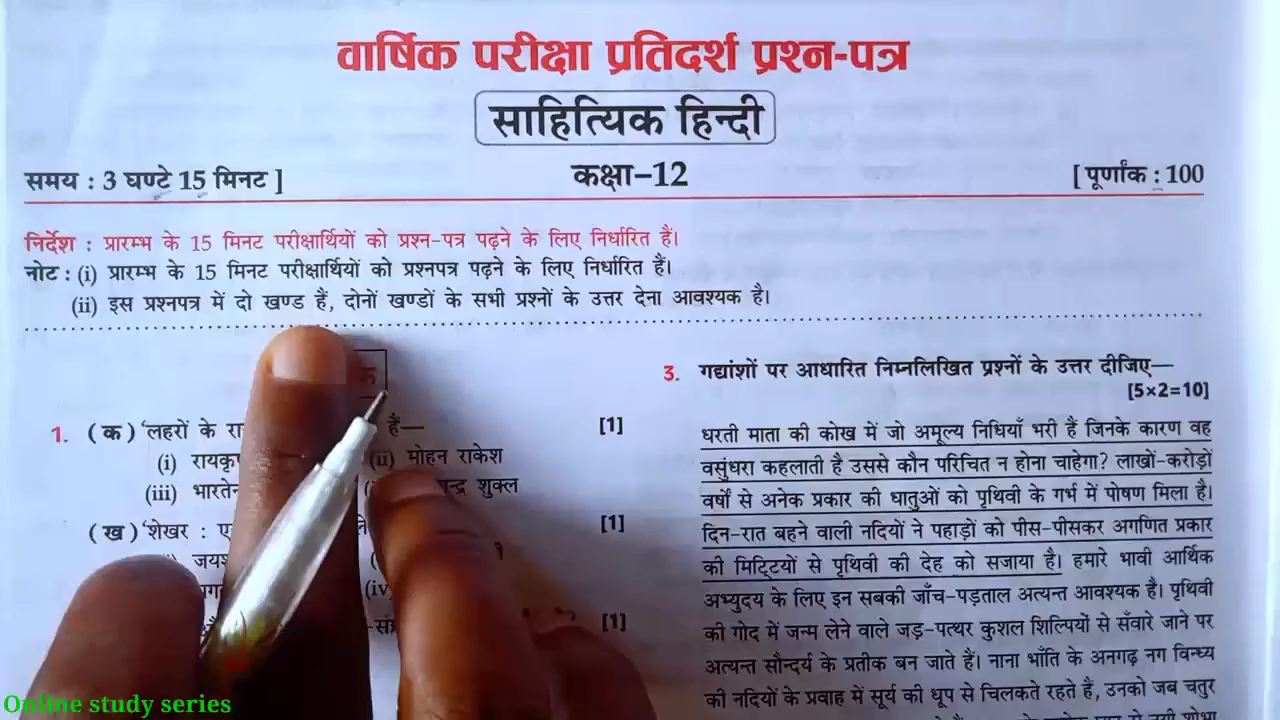 वार्षिक परीक्षा प्रतिदर्श प्रश्न-पत्र
साहित्यिक हिन्दी
समय : 3 घण्टे 15 मिनट ]
कक्षा–12
[ पूर्णांक : 100
निर्देश : प्रारम्भ के 15 मिनट परीक्षार्थियों को प्रश्न-पत्र पढ़ने के लिए निर्धारित हैं।
नोट : (i) प्रारम्भ के 15 मिनट परीक्षार्थियों को प्रश्नपत्र पढ़ने के लिए निर्धारित हैं।
(ii) इस प्रश्नपत्र में दो खण्ड हैं, दोनों खण्डों के सभी प्रश्नों के उत्तर देना आवश्यक है।
1. (क) 'लहरों के हैं— [1]
(i) (ii) मोहन राकेश
(iii) शुक्ल
(ख) 'शेखर : [1]
(iv)
[1]
3. गद्यांशों पर आधारित निम्नलिखित प्रश्नों के उत्तर दीजिए—
[5×2=10]
धरती माता की कोख में जो अमूल्य निधियाँ भरी हैं जिनके कारण वह
वसुंधरा कहलाती है उससे कौन परिचित न होना चाहेगा? लाखों-करोड़ों
वर्षों से अनेक प्रकार की धातुओं को पृथिवी के गर्भ में पोषण मिला है।
दिन-रात बहने वाली नदियों ने पहाड़ों को पीस-पीसकर अगणित प्रकार
की मिट्टियों से पृथिवी की देह को सजाया है। हमारे भावी आर्थिक
अभ्युदय के लिए इन सबकी जाँच-पड़ताल अत्यन्त आवश्यक है। पृथिवी
की गोद में जन्म लेने वाले जड़-पत्थर कुशल शिल्पियों से सँवारे जाने पर
अत्यन्त सौन्दर्य के प्रतीक बन जाते हैं। नाना भाँति के अनगढ़ नग विन्ध्य
की नदियों के प्रवाह में सूर्य की धूप से चिलकते रहते हैं, उनको जब चतुर
Online study series